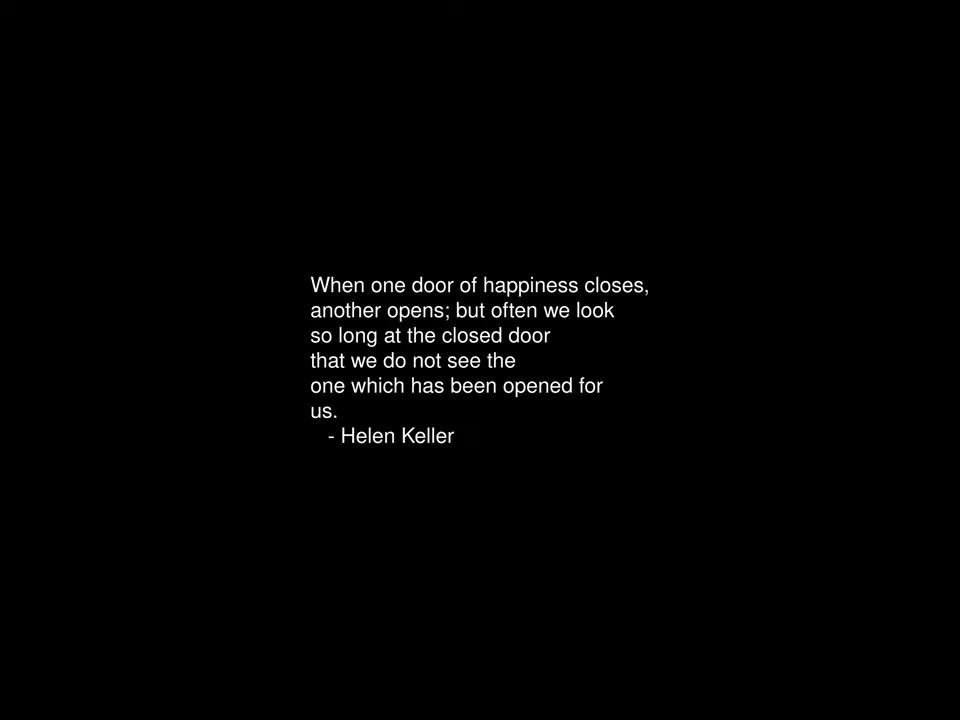 When one door of happiness closes,
another opens; but often we look
so long at the closed door
that we do not see the
one which has been opened for
us.
- Helen Keller